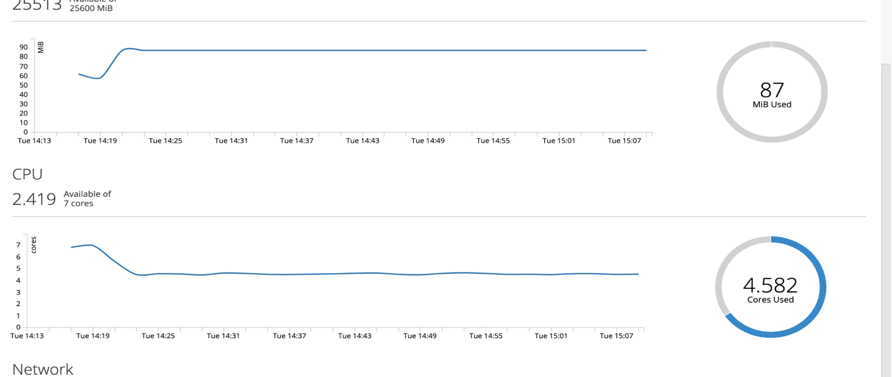 25513 Available of
25600 MiB
MiB
90
80
70
60
50
40
30
20
10
0
Tue 14:13 Tue 14:19 Tue 14:25 Tue 14:31 Tue 14:37 Tue 14:43 Tue 14:49 Tue 14:55 Tue 15:01 Tue 15:07
87
MiB Used
CPU
2.419 Available of
7 cores
cores
7
6
5
4
3
2
1
0
Tue 14:13 Tue 14:19 Tue 14:25 Tue 14:31 Tue 14:37 Tue 14:43 Tue 14:49 Tue 14:55 Tue 15:01 Tue 15:07
4.582
Cores Used
Network